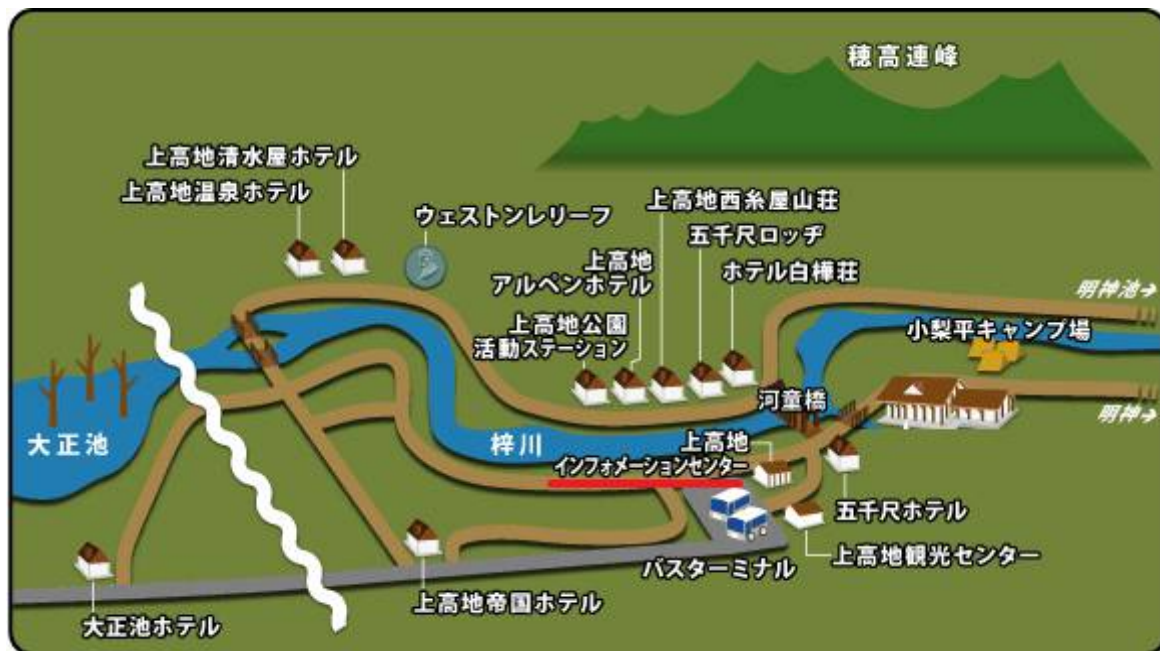 穂高連峰
上高地清水屋ホテル
上高地温泉ホテル
ウェストンレリーフ
上高地西糸屋山荘
五千尺ロッヂ
上高地
アルペンホテル
ホテル白樺荘
上高地公園
活動ステーション
明神池→
小梨平キャンプ場
河童橋
明神→
大正池
梓川
上高地
インフォメーションセンター
五千尺ホテル
上高地観光センター
バスターミナル
上高地帝国ホテル
大正池ホテル